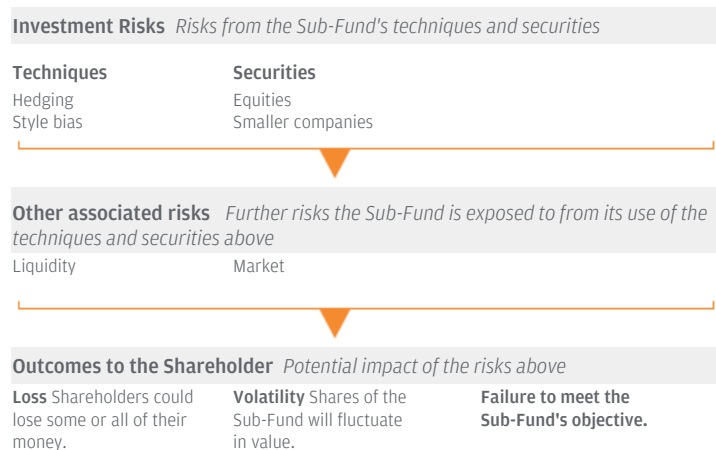 Investment Risks Risks from the Sub-Fund's techniques and securities
Techniques Securities
Hedging Equities
Style bias Smaller companies
Other associated risks Further risks the Sub-Fund is exposed to from its use of the
techniques and securities above
Liquidity Market
Outcomes to the Shareholder Potential impact of the risks above
Loss Shareholders could
lose some or all of their
money.
Volatility Shares of the
Sub-Fund will fluctuate
in value.
Failure to meet the
Sub-Fund's objective.